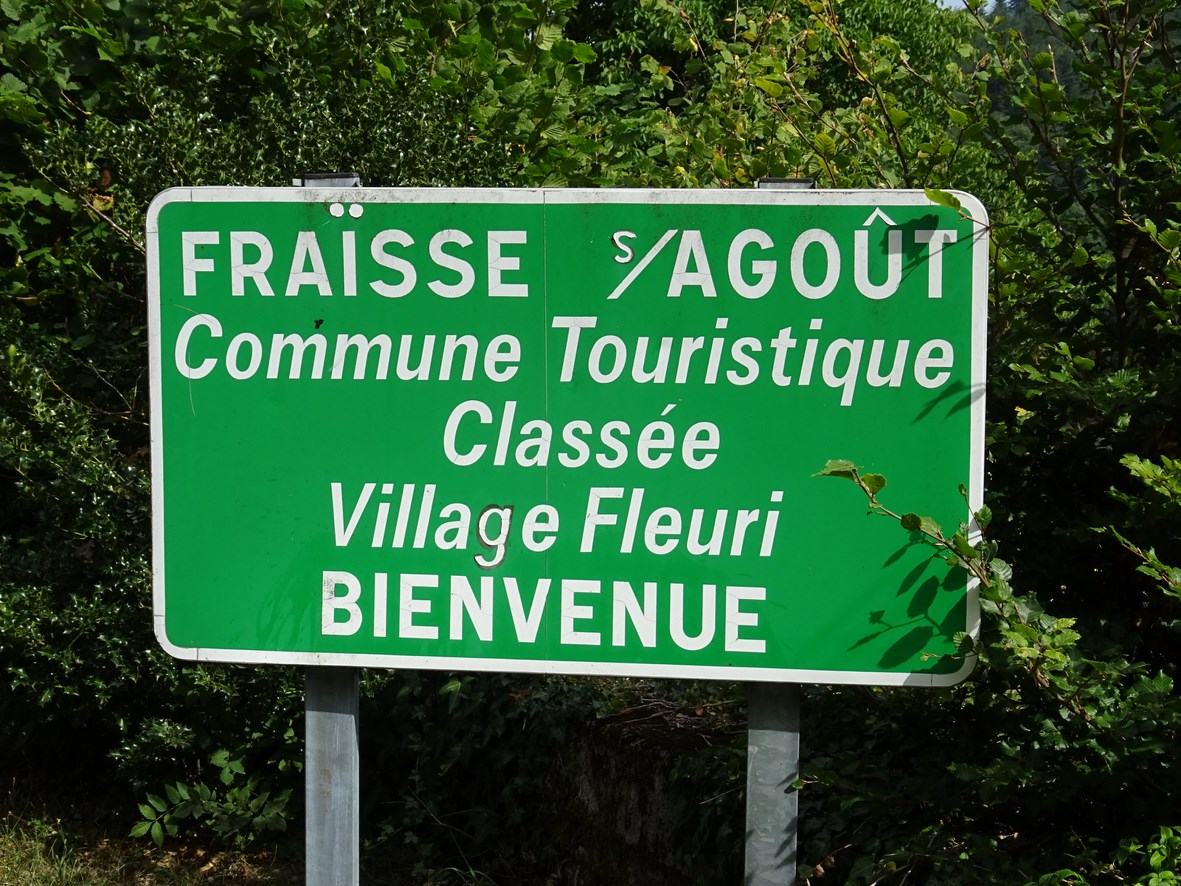 FRAÏSSE s/AGOÛT
Commune Touristique
Classée
Village Fleuri
BIENVENUE